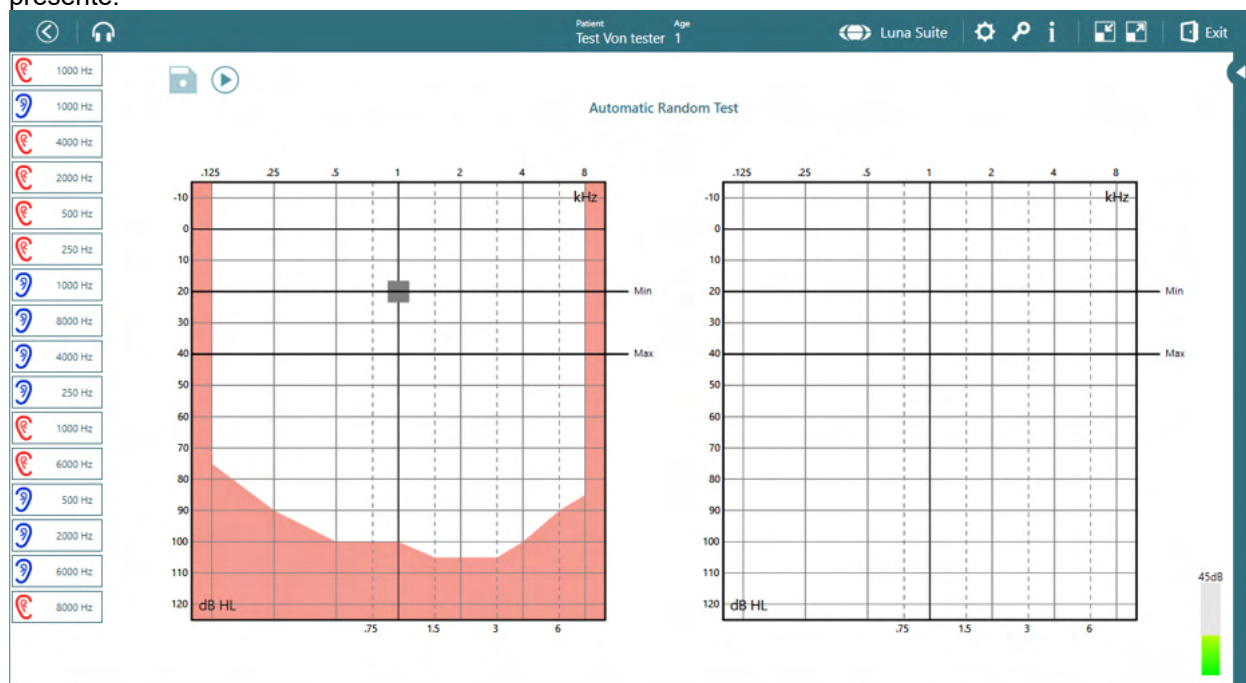 presente.
Patient Age
Test Von tester 1
Luna Suite
Exit
1000 Hz
1000 Hz
4000 Hz
2000 Hz
500 Hz
250 Hz
1000 Hz
8000 Hz
4000 Hz
250 Hz
1000 Hz
6000 Hz
500 Hz
2000 Hz
6000 Hz
8000 Hz
Automatic Random Test
.125 .25 .5 1 2 4 8
kHz
-10
0
10
20 Min
30
40 Max
50
60
70
80
90
100
110
120 dB HL
.75 1.5 3 6
.125 .25 .5 1 2 4 8
kHz
-10
0
10
20 Min
30
40 Max
50
60
70
80
90
100
110
120 dB HL
.75 1.5 3 6
45dB